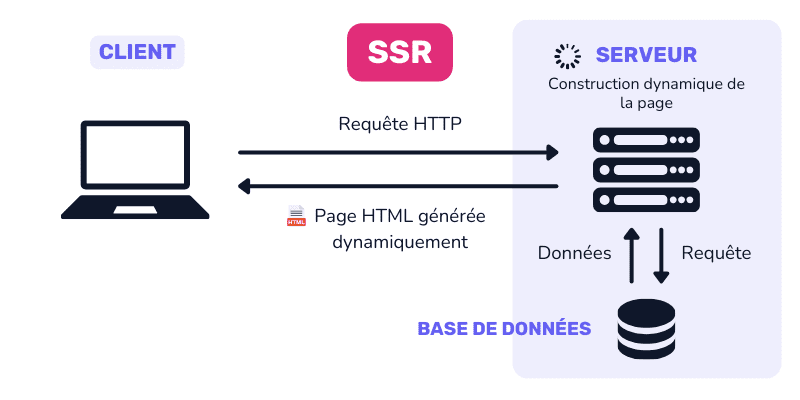 CLIENT
SSR
SERVEUR
Construction dynamique de
la page
Requête HTTP
HTML
Page HTML générée
dynamiquement
Données
Requête
BASE DE DONNÉES